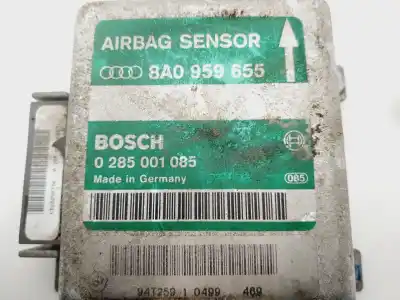 AIRBAG SENSOR
8A0 959 655
BOSCH
0 285 001 085
Made in Germany
085
94T259 1 0499 469